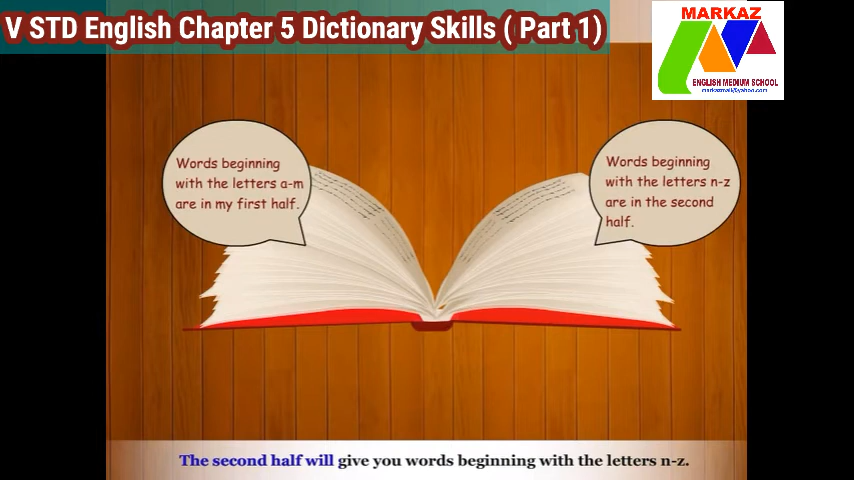 V STD English Chapter 5 Dictionary Skills ( Part 1)
MARKAZ
ENGLISH MEDIUM SCHOOL
Words beginning
with the letters a-m
are in my first half.
Words beginning
with the letters n-z
are in the second
half.
The second half will give you words beginning with the letters n-z.